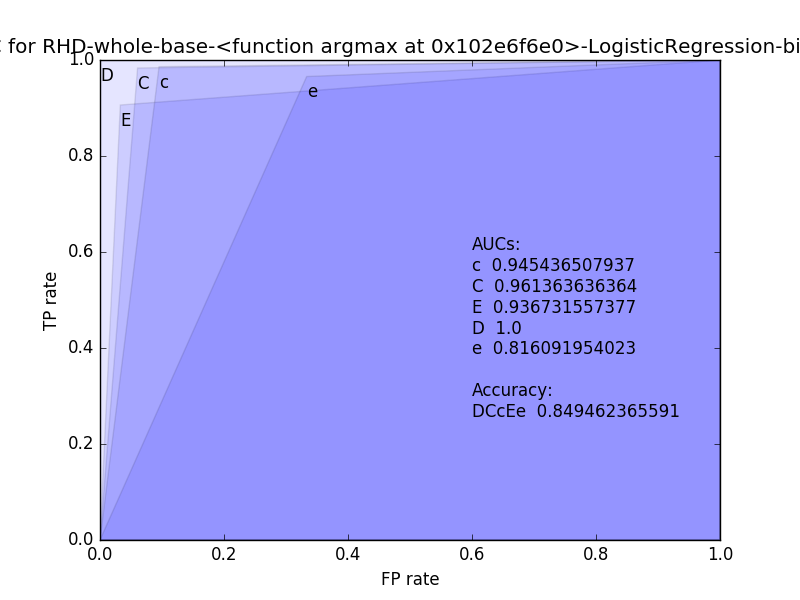 for RHD-whole-base-<function argmax at 0x102e6f6e0>-LogisticRegression-bi
1.0
0.8
0.6
0.4
0.2
0.0
TP rate
D
C
c
E
e
AUCs:
c 0.945436507937
C 0.961363636364
E 0.936731557377
D 1.0
e 0.816091954023
Accuracy:
DCcEe 0.849462365591
0.0 0.2 0.4 0.6 0.8 1.0
FP rate